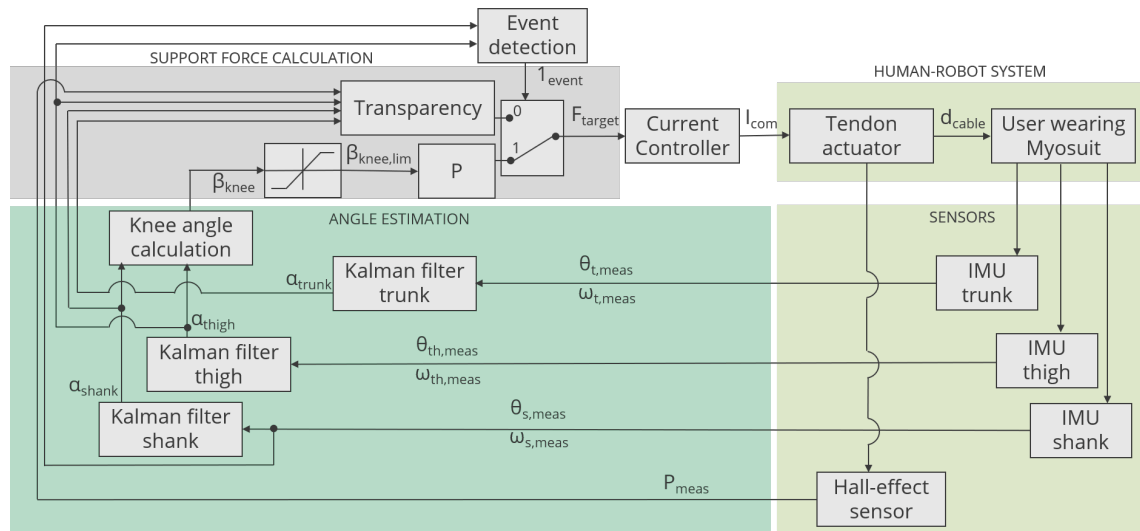 Event
detection
SUPPORT FORCE CALCULATION
1event
HUMAN-ROBOT SYSTEM
Transparency
0
1
Ftarget
Current
Controller
Icom
Tendon
actuator
dcable
User wearing
Myosuit
βknee
βknee,lim
P
ANGLE ESTIMATION
SENSORS
Knee angle
calculation
αtrunk
Kalman filter
trunk
θt,meas
ωt,meas
IMU
trunk
αthigh
Kalman filter
thigh
θth,meas
ωth,meas
IMU
thigh
αshank
Kalman filter
shank
θs,meas
ωs,meas
IMU
shank
Pmeas
Hall-effect
sensor